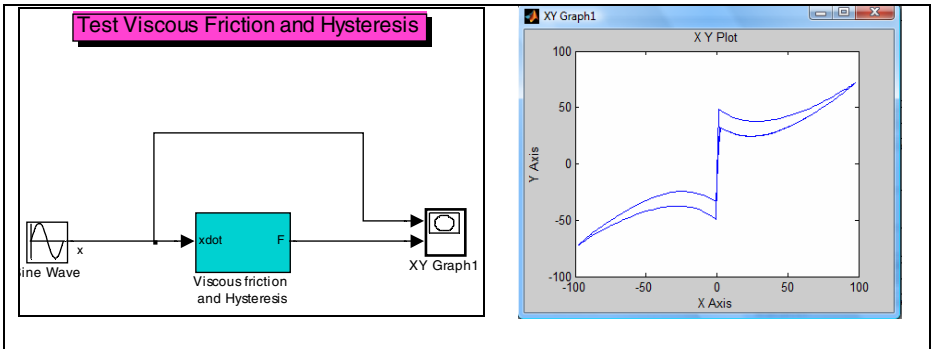 Test Viscous Friction and Hysteresis
x
ine Wave
xdot
F
Viscous friction
and Hysteresis
XY Graph1
XY Graph1
X Y Plot
Y Axis
100
50
0
-50
-100
-100
-50
0
50
100
X Axis